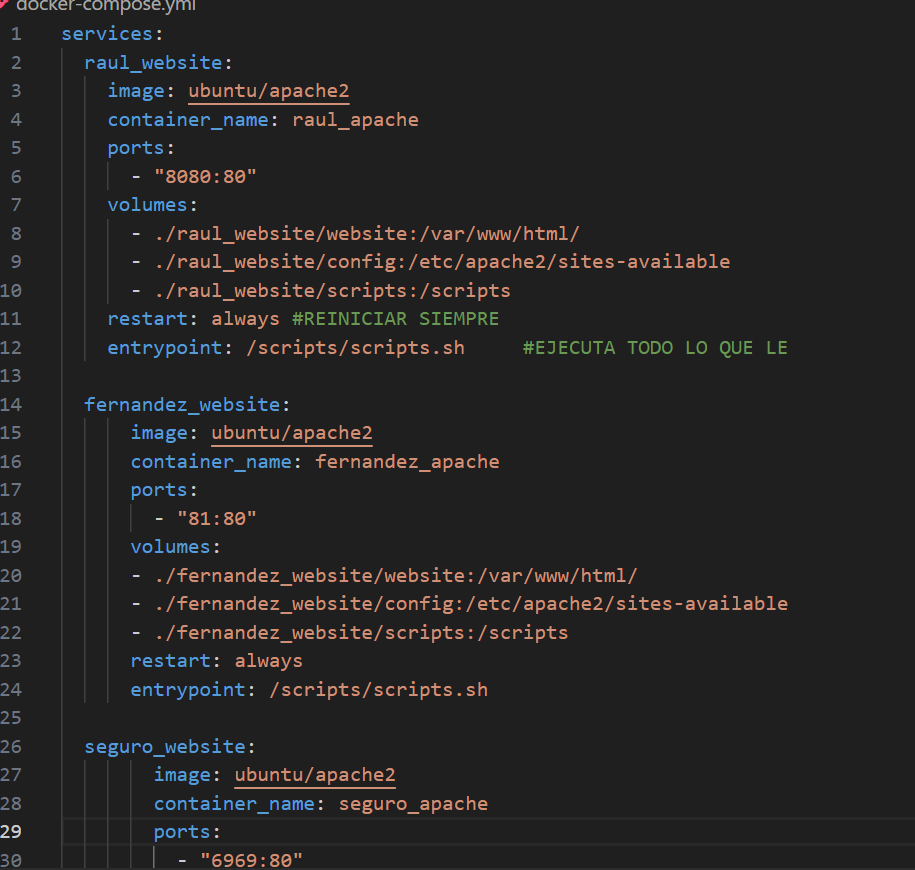 docker-compose.yml
1 services:
2   raul_website:
3     image: ubuntu/apache2
4     container_name: raul_apache
5     ports:
6       - "8080:80"
7     volumes:
8       - ./raul_website/website:/var/www/html/
9       - ./raul_website/config:/etc/apache2/sites-available
10       - ./raul_website/scripts:/scripts
11     restart: always #REINICIAR SIEMPRE
12     entrypoint: /scripts/scripts.sh     #EJECUTA TODO LO QUE LE
13
14   fernandez_website:
15       image: ubuntu/apache2
16       container_name: fernandez_apache
17       ports:
18         - "81:80"
19       volumes:
20       - ./fernandez_website/website:/var/www/html/
21       - ./fernandez_website/config:/etc/apache2/sites-available
22       - ./fernandez_website/scripts:/scripts
23       restart: always
24       entrypoint: /scripts/scripts.sh
25
26   seguro_website:
27         image: ubuntu/apache2
28         container_name: seguro_apache
29         ports:
30           - "6969:80"